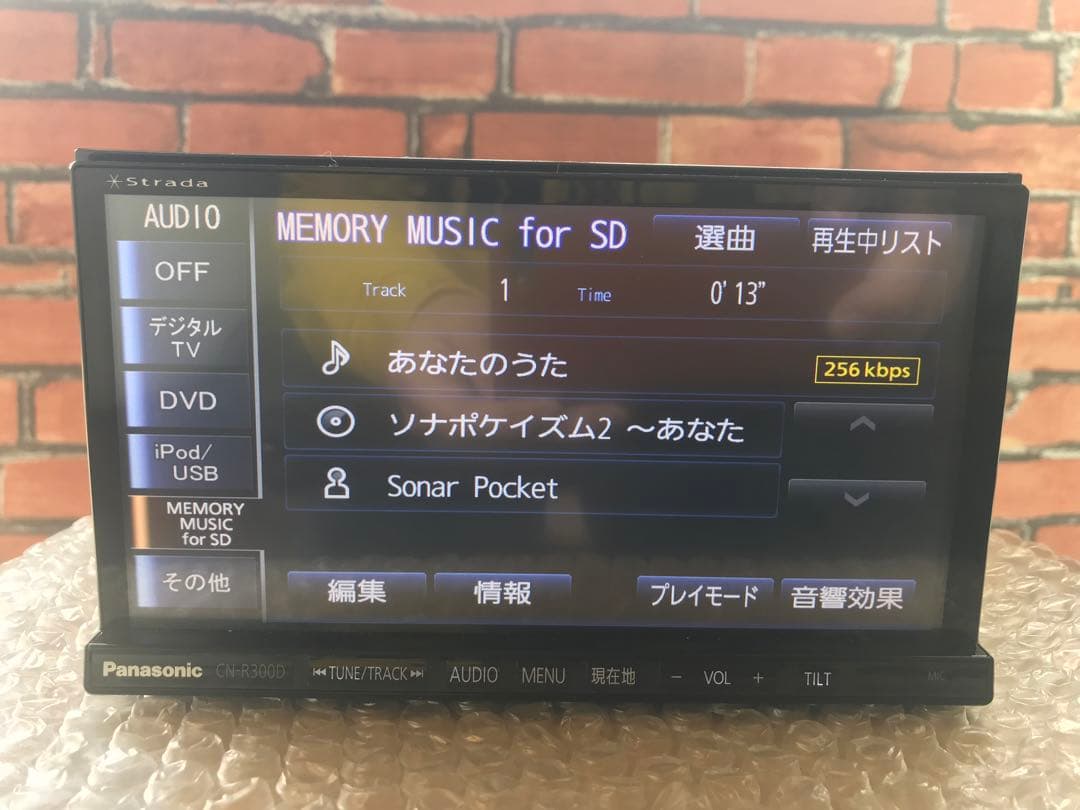 Strada
AUDIO
OFF
デジタル
TV
DVD
iPod/
USB
MEMORY
MUSIC
for SD
その他
MEMORY MUSIC for SD
選曲
再生中リスト
Track 1 Time 0' 13"
あなたのうた
256 kbps
ソナポケイズム2 ～あなた
Sonar Pocket
編集
情報
プレイモード
音響効果
Panasonic CN-R300D TUNE/TRACK AUDIO MENU 現在地 − VOL + TILT MIC